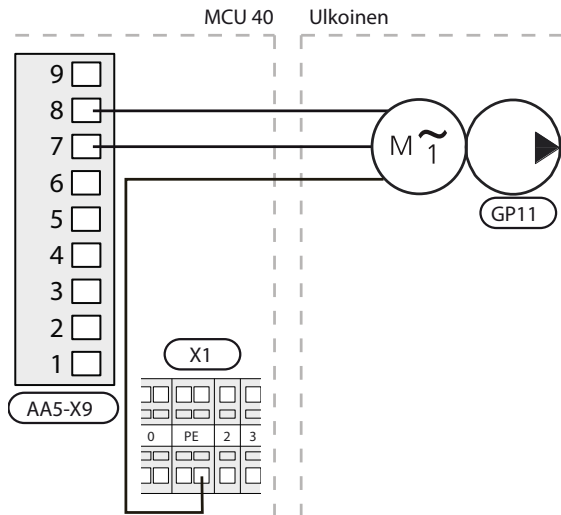 MCU 40
Ulkoinen
9
8
7
6
5
4
3
2
1
M ~
1
GP11
X1
AA5-X9
0 PE 2 3